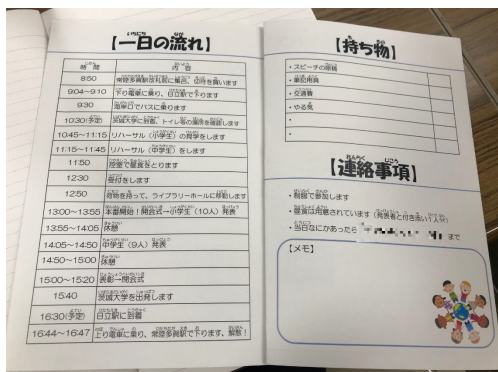 【一日の流れ】
時間 内容
8:50 常陸多賀駅改札前に集合、切符を買います
9:04~9:10 下り電車に乗り、日立駅で下ります
9:30 海岸口でバスに乗ります
10:30(予定) 茨城大学に到着、トイレ等の場所を確認します
10:45~11:15 リハーサル(小学生)の見学をします
11:15~11:45 リハーサル(中学生)をします
11:50 控室で昼食をとります
12:30 受付をします
12:50 荷物を持って、ライブラリーホールに移動します
13:00~13:55 本番開始!開会式→小学生(10人)発表
13:55~14:05 休憩
14:05~14:50 中学生(9人)発表
14:50~15:00 休憩
15:00~15:20 表彰→閉会式
15:40 茨城大学を出発します
16:30(予定) 日立駅に到着
16:44~16:47 上り電車に乗り、常陸多賀駅で下ります、解散!
【持ち物】
・スピーチの原稿
・筆記用具
・交通費
・やる気
・
・
【連絡事項】
・制服で参加します
・昼食は用意されています(発表者と付き添い1人分)
・当日なにかあったら まで
【メモ】